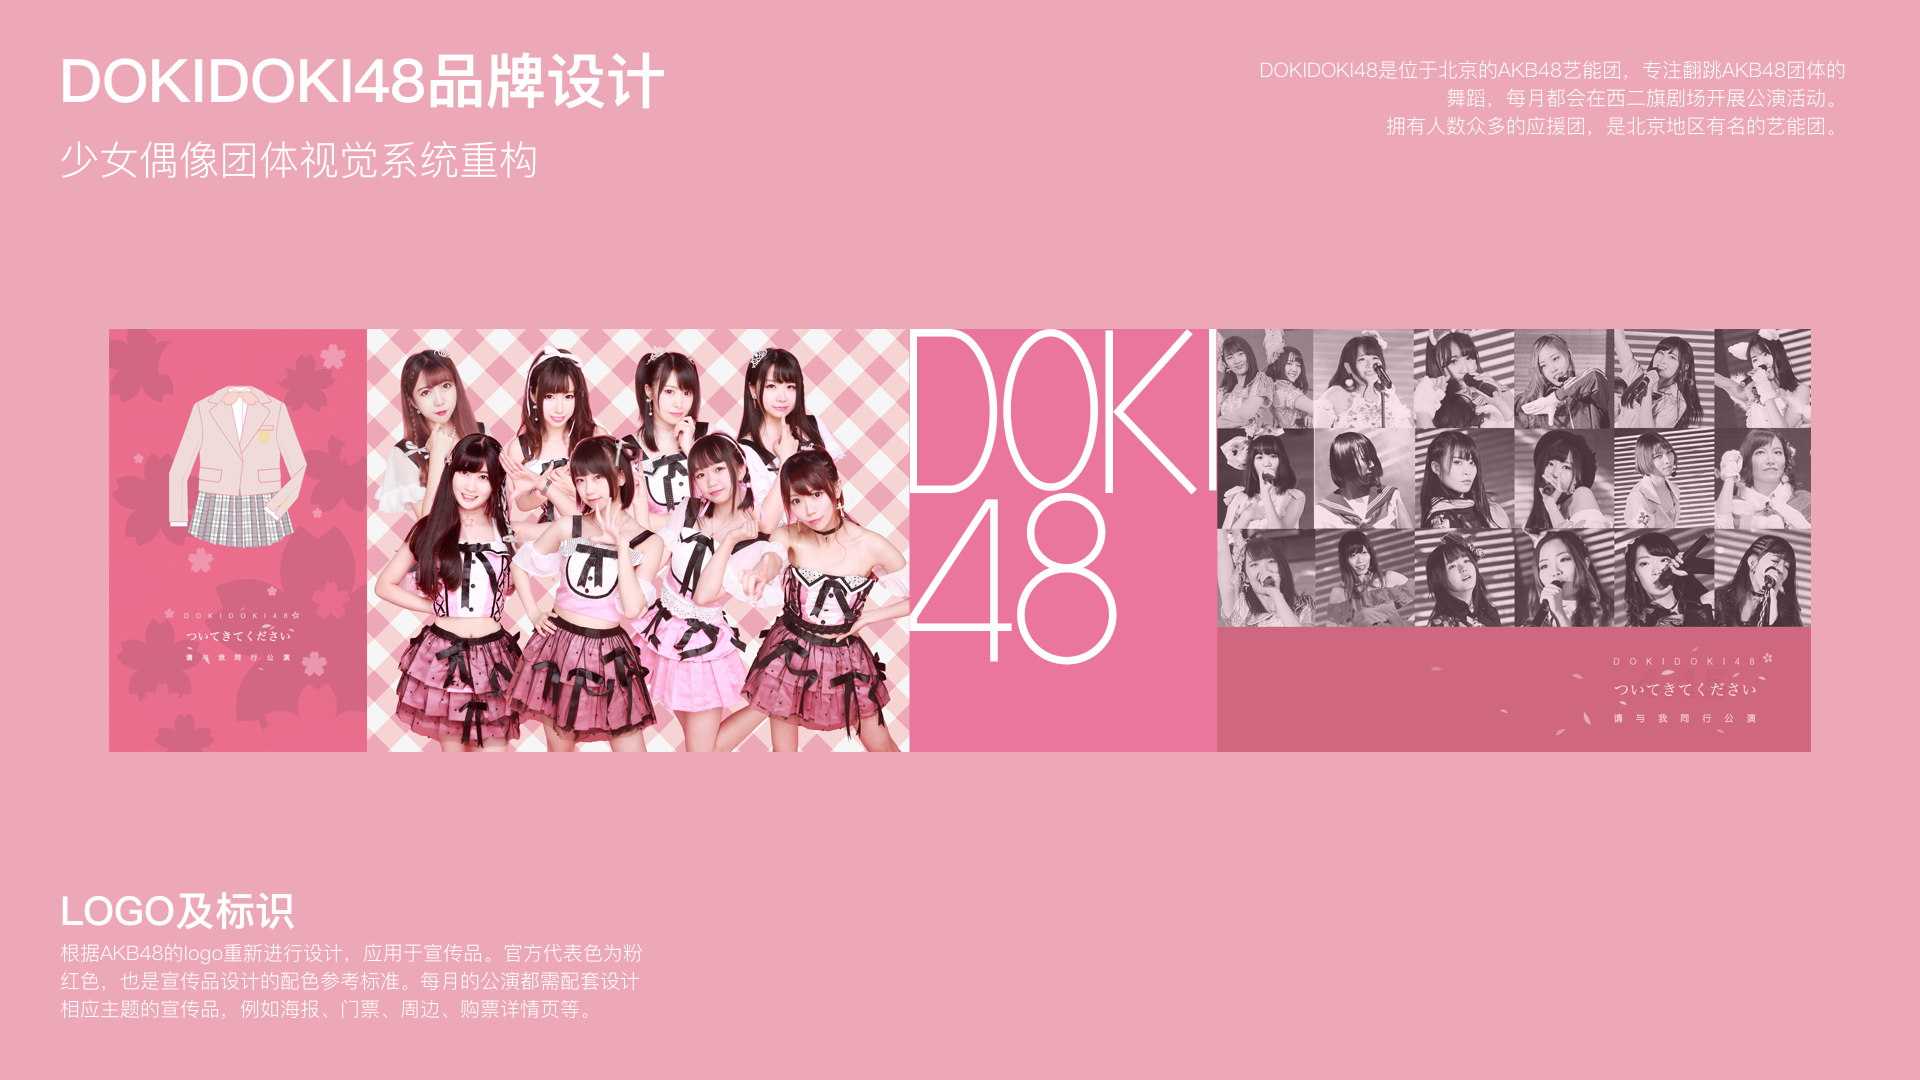 DOKIDOKI48品牌设计
少女偶像团体视觉系统重构
DOKIDOKI48是位于北京的AKB48艺能团，专注翻跳AKB48团体的
舞蹈，每月都会在西二旗剧场开展公演活动。
拥有人数众多的应援团，是北京地区有名的艺能团。
DOKIDOKI48
ついてきてください
请与我同行公演
DOKI
48
DOKIDOKI48
ついてきてください
请与我同行公演
LOGO及标识
根据AKB48的logo重新进行设计，应用于宣传品。官方代表色为粉
红色，也是宣传品设计的配色参考标准。每月的公演都需配套设计
相应主题的宣传品，例如海报、门票、周边、购票详情页等。